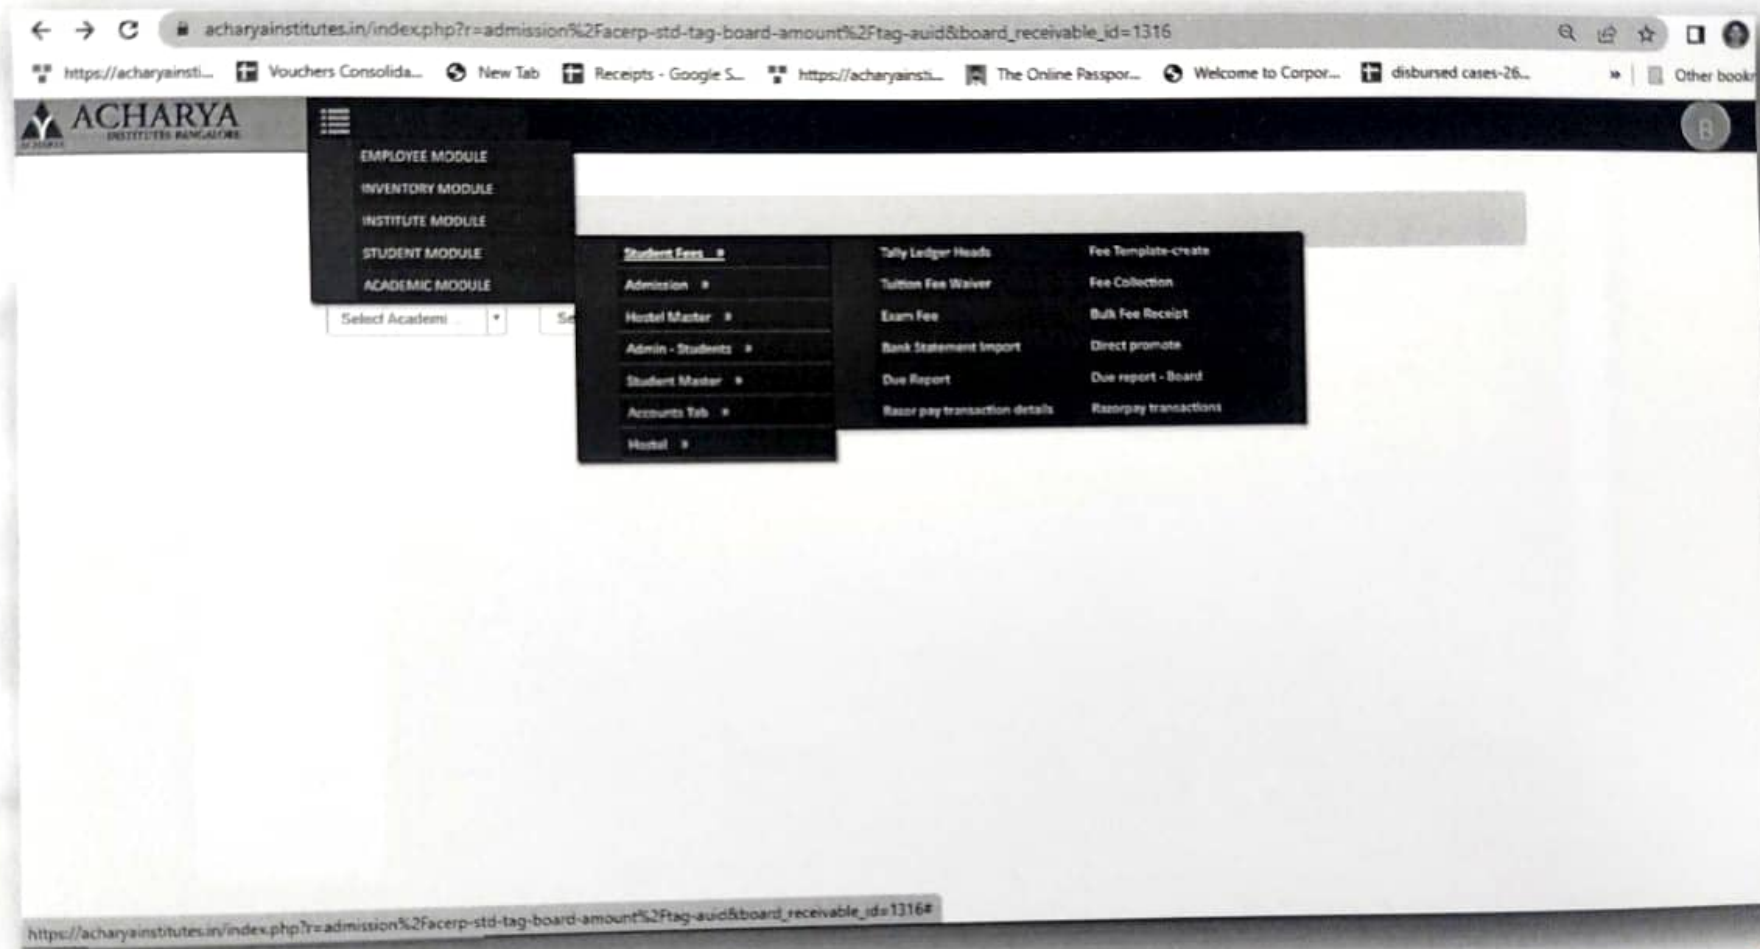 acharyainstitutes.in/index.php?r=admission%2Facerp-std-tag-board-amount%2Ftag-auid&board_receivable_id=1316
https://acharyainsti... Vouchers Consolida... New Tab Receipts - Google S... https://acharyainsti... The Online Passpor... Welcome to Corpor... disbursed cases-26... » Other bookr
ACHARYA
INSTITUTES BANGALORE
ACHARYA
B
EMPLOYEE MODULE
INVENTORY MODULE
INSTITUTE MODULE
STUDENT MODULE
ACADEMIC MODULE
Select Academi ... Se
Student Fees »
Admission »
Hostel Master »
Admin - Students »
Student Master »
Accounts Tab »
Hostel »
Tally Ledger Heads
Tuition Fee Waiver
Exam Fee
Bank Statement Import
Due Report
Razor pay transaction details
Fee Template-create
Fee Collection
Bulk Fee Receipt
Direct promote
Due report - Board
Razorpay transactions
https://acharyainstitutes.in/index.php?r=admission%2Facerp-std-tag-board-amount%2Ftag-auid&board_receivable_id=1316#